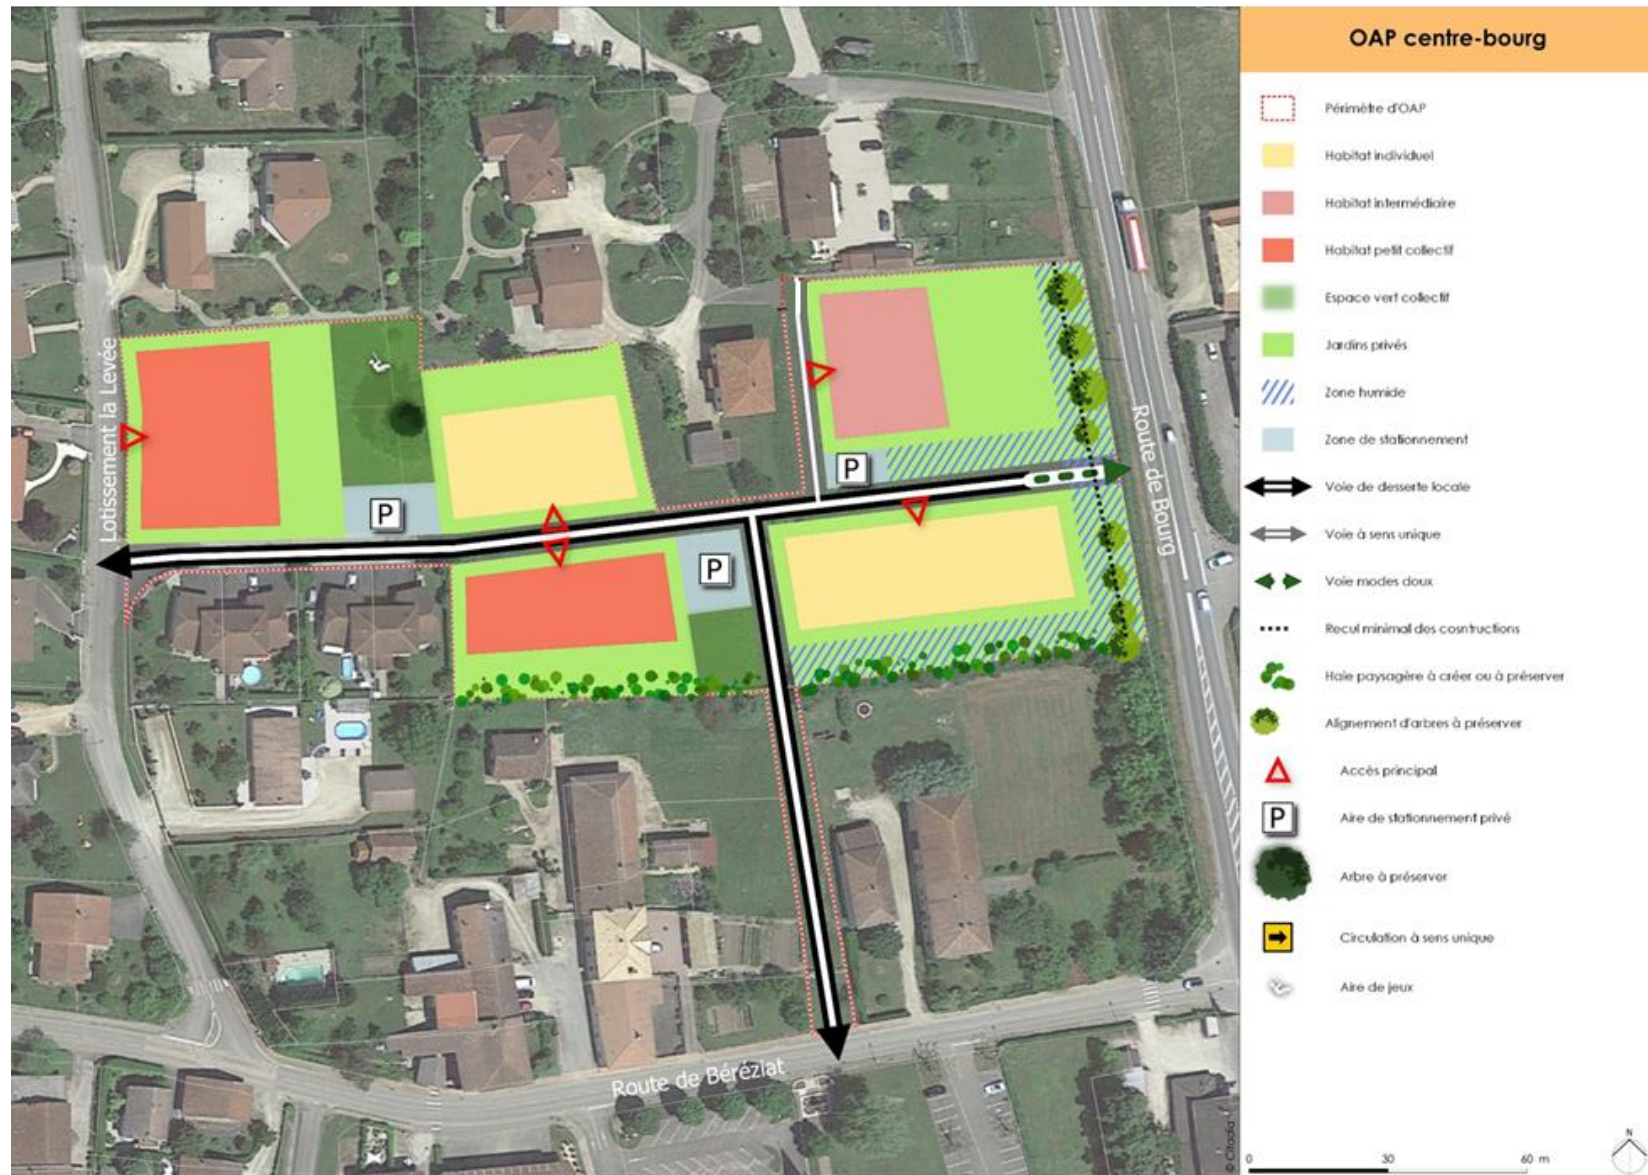 OAP centre-bourg
Périmètre d'OAP
Habitat individuel
Habitat intermédiaire
Habitat petit collectif
Espace vert collectif
Jardins privés
Zone humide
Zone de stationnement
Voie de desserte locale
Voie à sens unique
Voie modes doux
Recul minimal des cosntructions
Haie paysagère à créer ou à préserver
Alignement d'arbres à préserver
Accès principal
P
Aire de stationnement privé
Arbre à préserver
Circulation à sens unique
Aire de jeux
Lotissement la Levée
P
P
P
Route de Bourg
Route de Béréziat
© Citadia
N
0 30 60 m